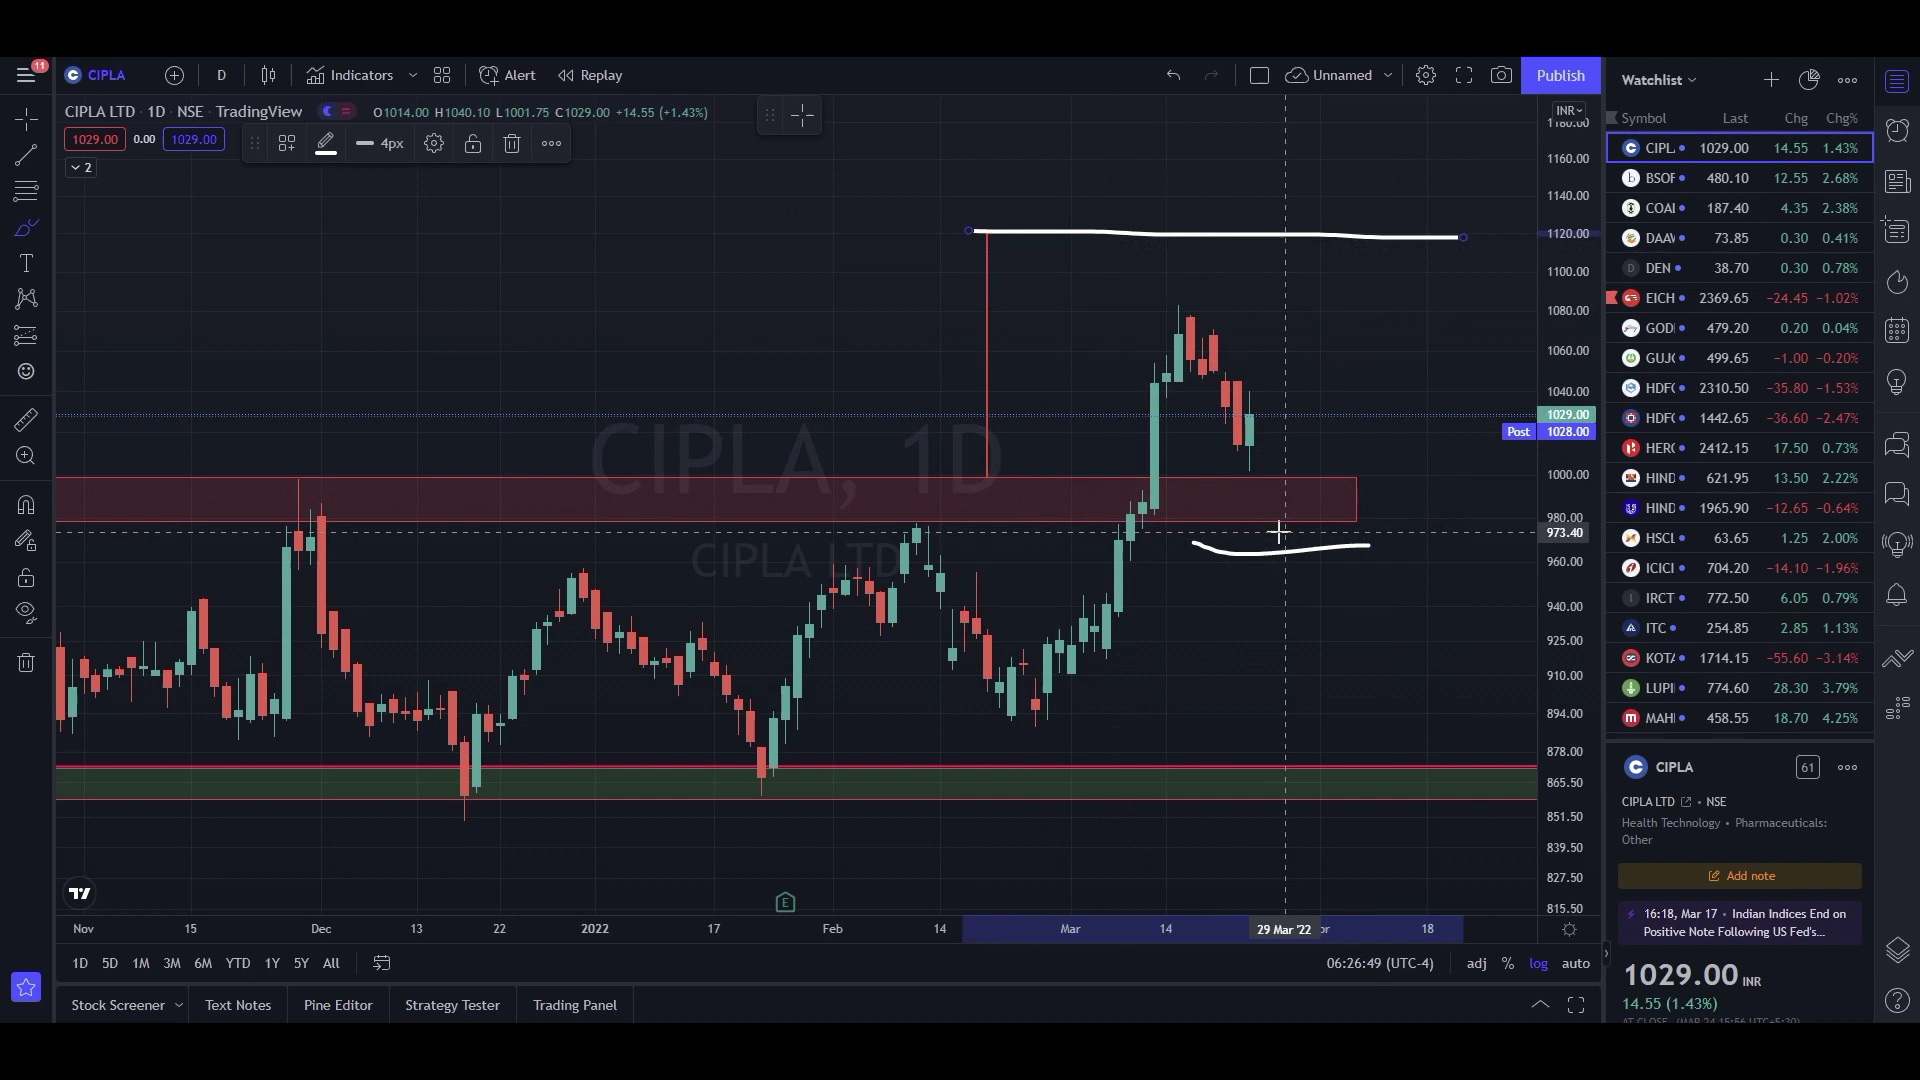 11
CIPLA
D
Indicators
Alert
Replay
Unnamed
Publish
Watchlist
CIPLA LTD · 1D · NSE · TradingView
O1014.00 H1040.10 L1001.75 C1029.00 +14.55 (+1.43%)
1029.00 0.00 1029.00
4px
2
INR
1180.00
1160.00
1140.00
1120.00
1100.00
1080.00
1060.00
1040.00
1029.00
Post 1028.00
1000.00
980.00
973.40
960.00
940.00
925.00
910.00
894.00
878.00
865.50
851.50
839.50
827.50
815.50
CIPLA, 1D
CIPLA LTD
E
Nov 15 Dec 13 22 2022 17 Feb 14 Mar 14 29 Mar '22 18
1D 5D 1M 3M 6M YTD 1Y 5Y All
06:26:49 (UTC-4) adj % log auto
Stock Screener Text Notes Pine Editor Strategy Tester Trading Panel
Symbol Last Chg Chg%
CIPL 1029.00 14.55 1.43%
BSOF 480.10 12.55 2.68%
COAL 187.40 4.35 2.38%
DAAV 73.85 0.30 0.41%
DEN 38.70 0.30 0.78%
EICH 2369.65 −24.45 −1.02%
GODI 479.20 0.20 0.04%
GUJC 499.65 −1.00 −0.20%
HDFC 2310.50 −35.80 −1.53%
HDFC 1442.65 −36.60 −2.47%
HERC 2412.15 17.50 0.73%
HIND 621.95 13.50 2.22%
HIND 1965.90 −12.65 −0.64%
HSCL 63.65 1.25 2.00%
ICICI 704.20 −14.10 −1.96%
IRCT 772.50 6.05 0.79%
ITC 254.85 2.85 1.13%
KOTA 1714.15 −55.60 −3.14%
LUPI 774.60 28.30 3.79%
MAHI 458.55 18.70 4.25%
CIPLA
61
CIPLA LTD • NSE
Health Technology • Pharmaceuticals:
Other
Add note
16:18, Mar 17 • Indian Indices End on
Positive Note Following US Fed's...
1029.00 INR
14.55 (1.43%)